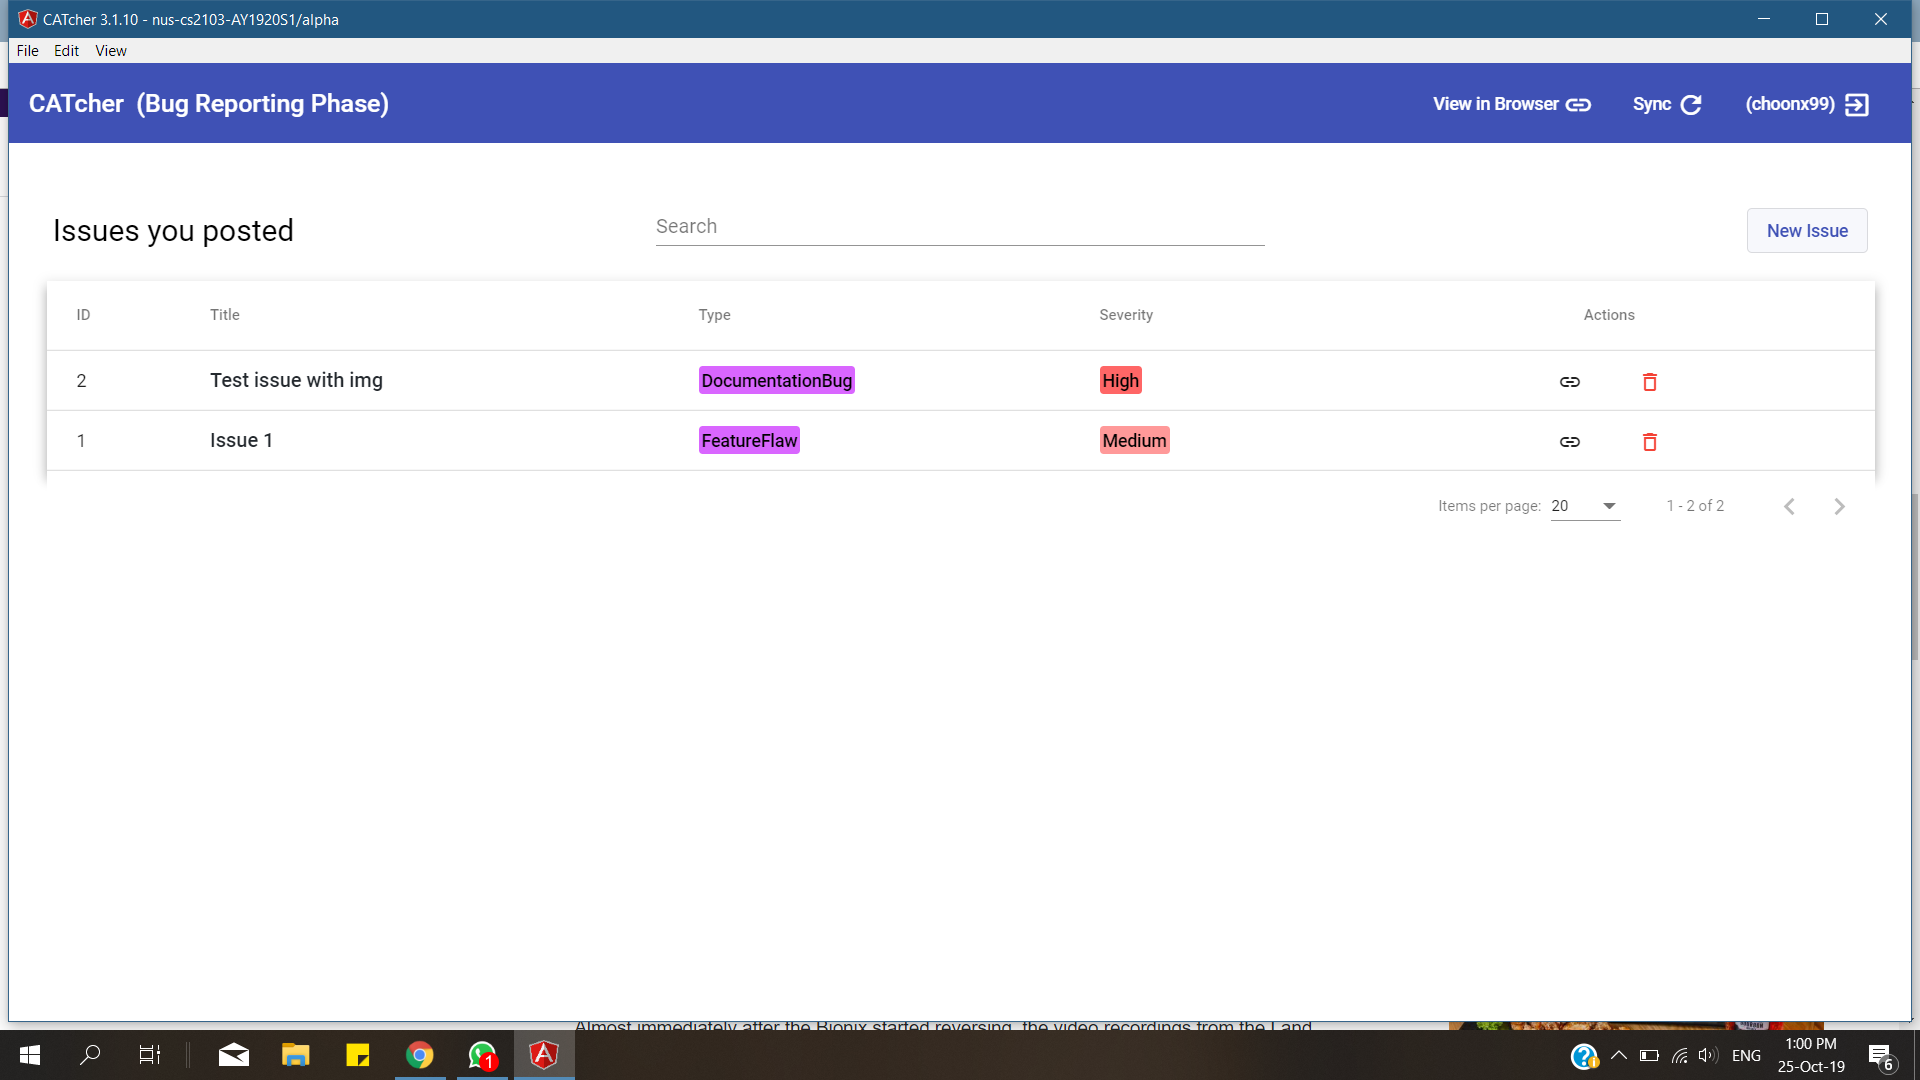 CATcher 3.1.10 - nus-cs2103-AY1920S1/alpha
File Edit View
CATcher (Bug Reporting Phase)
View in Browser Sync (choonx99)
Issues you posted
Search
New Issue
ID Title Type Severity Actions
2 Test issue with img DocumentationBug High
1 Issue 1 FeatureFlaw Medium
Items per page: 20 1 - 2 of 2
Almost immediately after the Bionix started reversing, the video recordings from the Land
1
ENG
1:00 PM
25-Oct-19
6